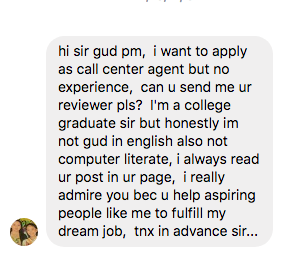 hi sir gud pm, i want to apply
as call center agent but no
experience, can u send me ur
reviewer pls? I'm a college
graduate sir but honestly im
not gud in english also not
computer literate, i always read
ur post in ur page, i really
admire you bec u help aspiring
people like me to fulfill my
dream job, tnx in advance sir...